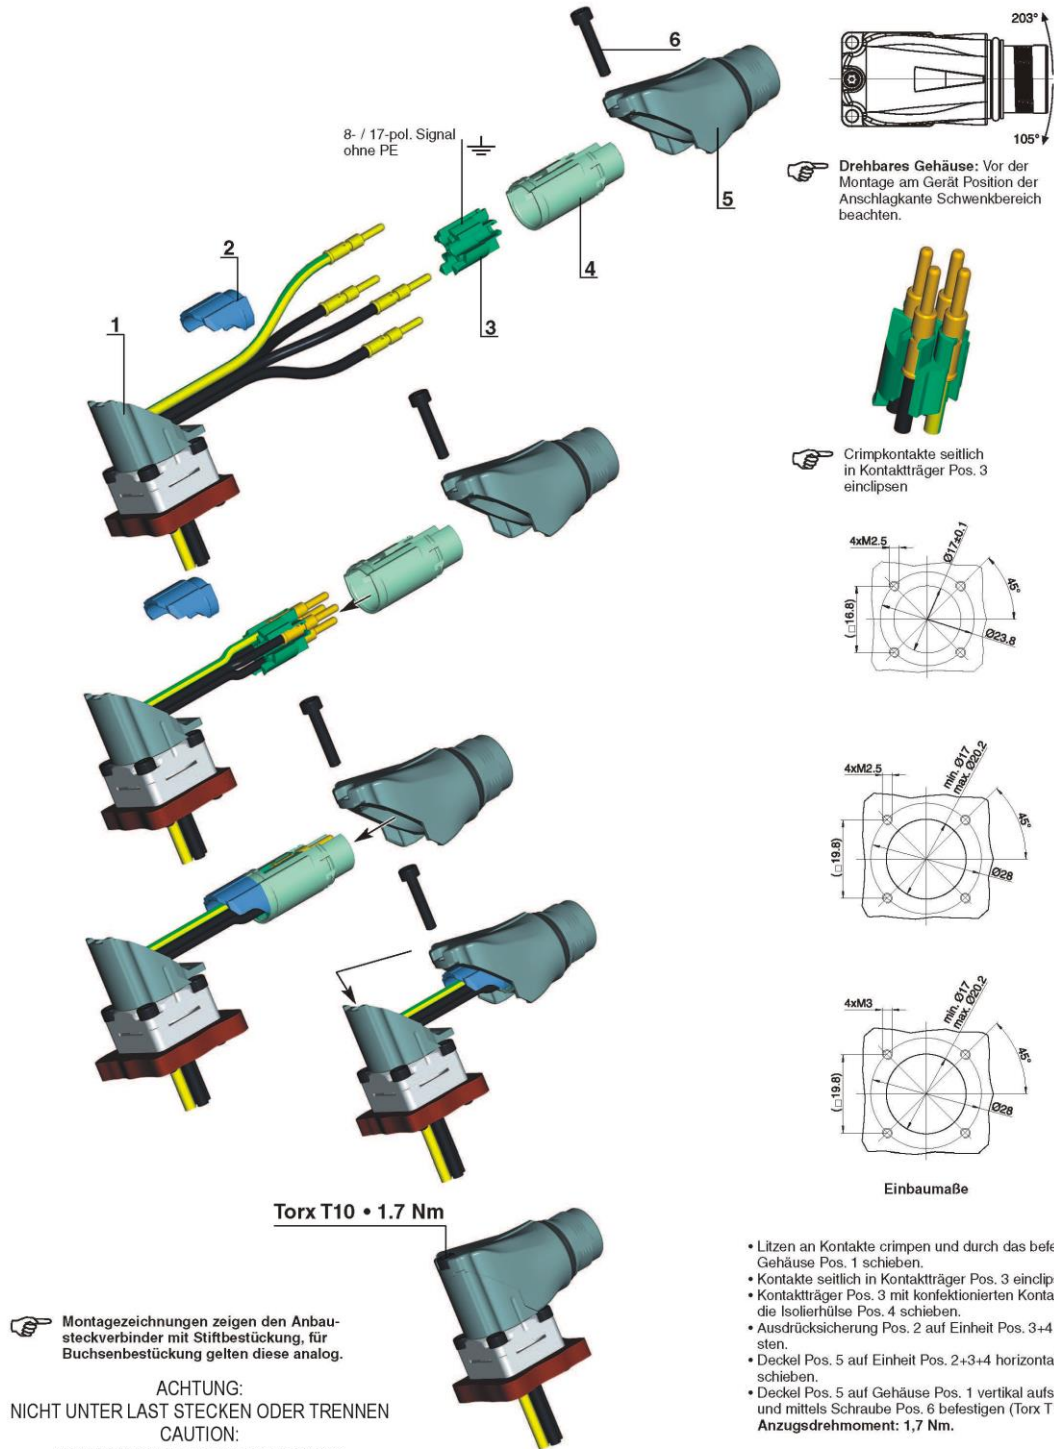 6
203°
105°
8- / 17-pol. Signal
ohne PE
5
4
3
2
1
Drehbares Gehäuse: Vor der
Montage am Gerät Position der
Anschlagkante Schwenkbereich
beachten.
Crimpkontakte seitlich
in Kontaktträger Pos. 3
einclipsen
4xM2.5
Ø17±0.1
45°
(□16.8)
Ø23.8
4xM2.5
min. Ø17
max. Ø20.2
45°
(□19.8)
Ø28
4xM3
min. Ø17
max. Ø20.2
45°
(□19.8)
Ø28
Einbaumaße
Torx T10 • 1.7 Nm
Montagezeichnungen zeigen den Anbau-
steckverbinder mit Stiftbestückung, für
Buchsenbestückung gelten diese analog.
ACHTUNG:
NICHT UNTER LAST STECKEN ODER TRENNEN
CAUTION:
• Litzen an Kontakte crimpen und durch das
Gehäuse Pos. 1 schieben.
• Kontakte seitlich in Kontaktträger Pos. 3
• Kontaktträger Pos. 3 mit konfektionierten
die Isolierhülse Pos. 4 schieben.
• Ausdrücksicherung Pos. 2 auf Einheit Pos. 3+4
sten.
• Deckel Pos. 5 auf Einheit Pos. 2+3+4
schieben.
• Deckel Pos. 5 auf Gehäuse Pos. 1 vertikal
und mittels Schraube Pos. 6 befestigen (Torx
Anzugsdrehmoment: 1,7 Nm.